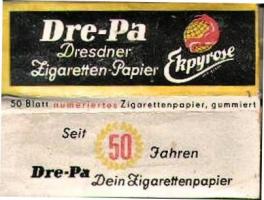 Dre-Pa
Dresdner
Zigaretten-Papier
Ekpyrose
50 Blatt numeriertes Zigarettenpapier, gummiert
Seit
50
Jahren
Dre-Pa Dein Zigarettenpapier